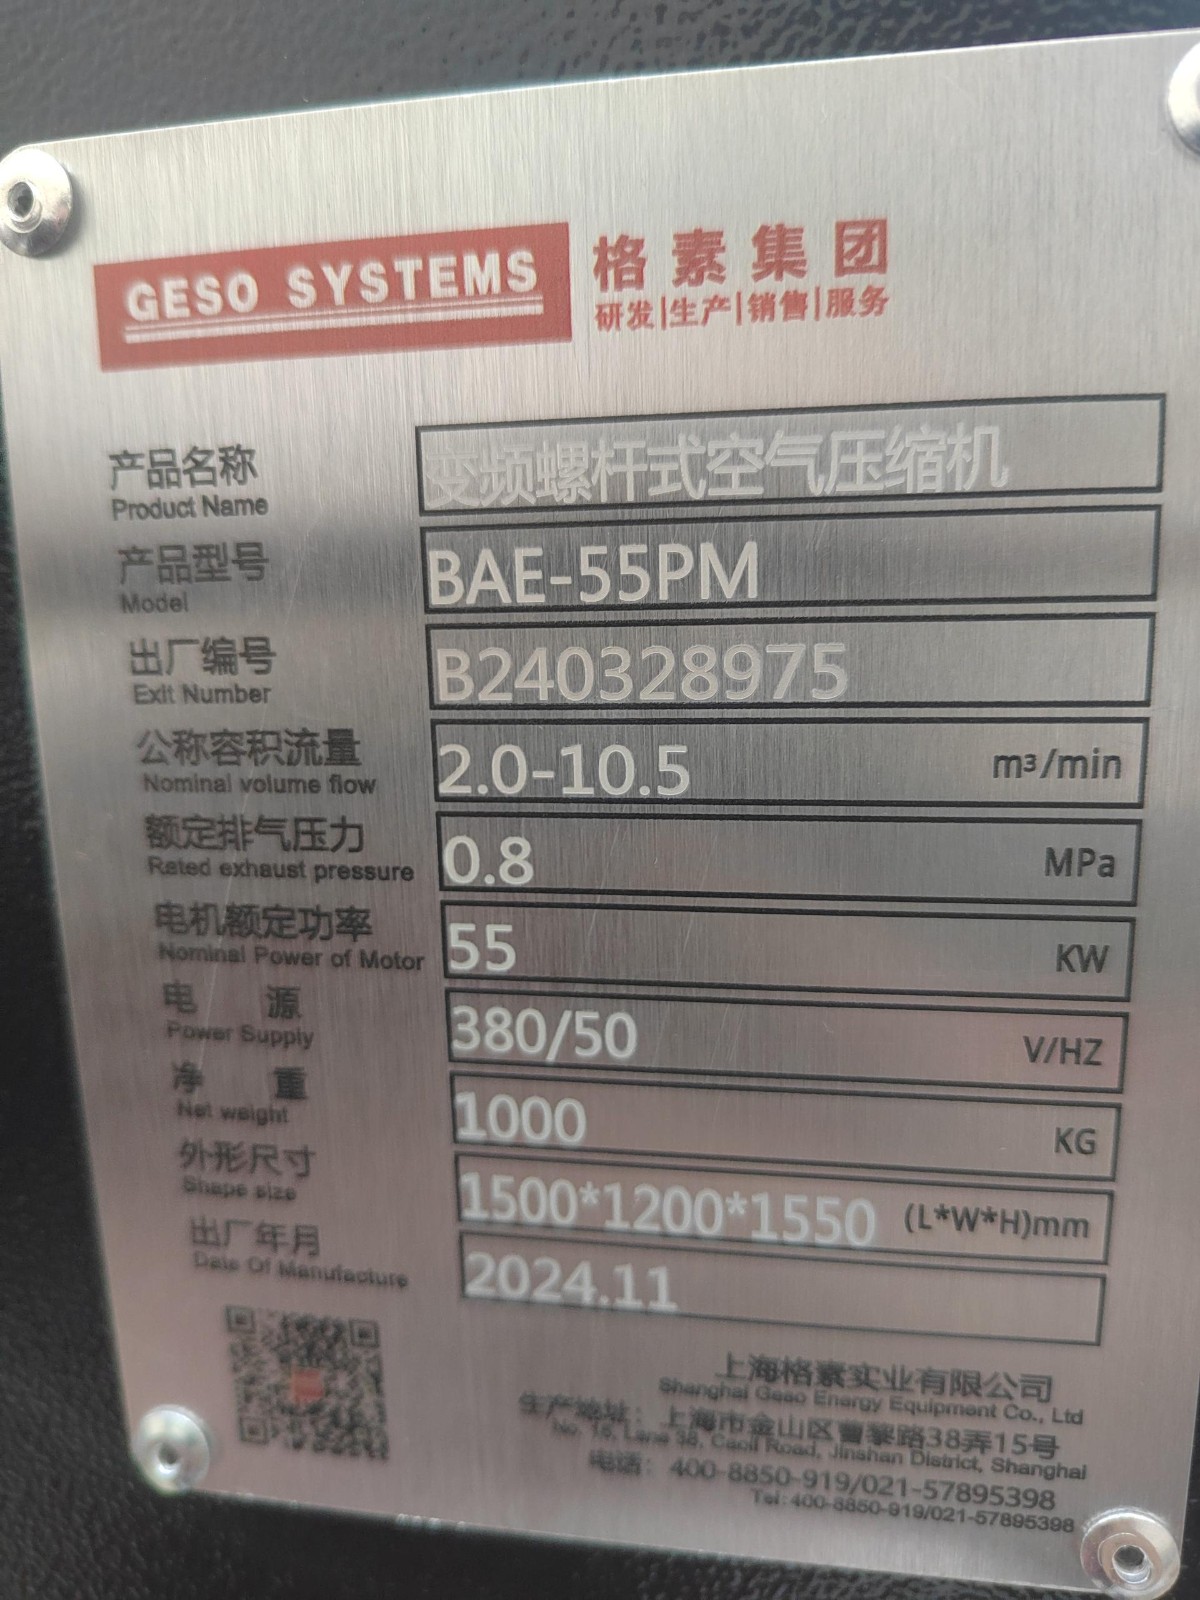 GESO SYSTEMS
格素集团
研发|生产|销售|服务
产品名称
Product Name
变频螺杆式空气压缩机
产品型号
Model
BAE-55PM
出厂编号
Exit Number
B240328975
公称容积流量
Nominal volume flow
2.0-10.5 m³/min
额定排气压力
Rated exhaust pressure
0.8 MPa
电机额定功率
Nominal Power of Motor
55 KW
电 源
Power Supply
380/50 V/HZ
净 重
Net weight
1000 KG
外形尺寸
Shape size
1500*1200*1550 (L*W*H)mm
出厂年月
Date Of Manufacture
2024.11
上海格素实业有限公司
Shanghai Geso Energy Equipment Co., Ltd
生产地址：上海市金山区曹黎路38弄15号
No. 15, Lane 38, Caoli Road, Jinshan District, Shanghai
电话：400-8850-919/021-57895398
Tel:400-8850-919/021-57895398